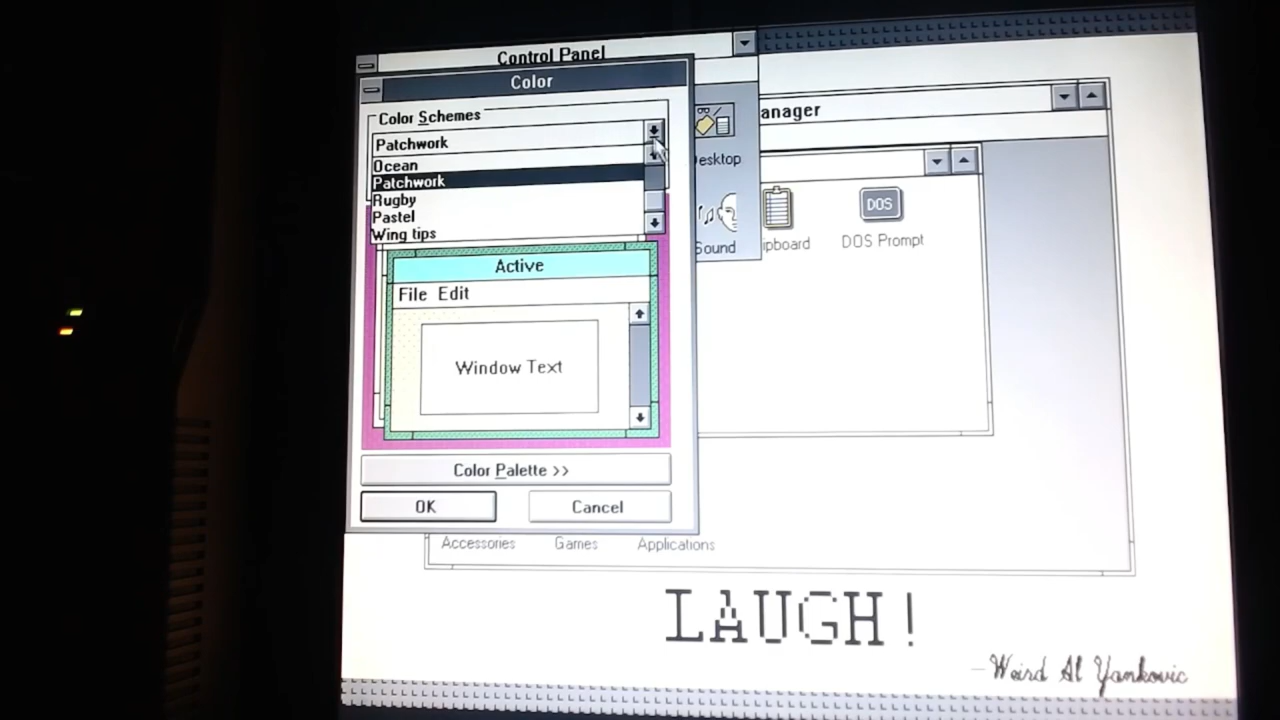 Control Panel
Color
Color Schemes
Patchwork
Ocean
Patchwork
Rugby
Pastel
Wing tips
Active
File Edit
Window Text
Color Palette >>
OK
Cancel
anager
esktop
Sound
ipboard
DOS
DOS Prompt
Accessories
Games
Applications
LAUGH!
-Weird Al Yankovic